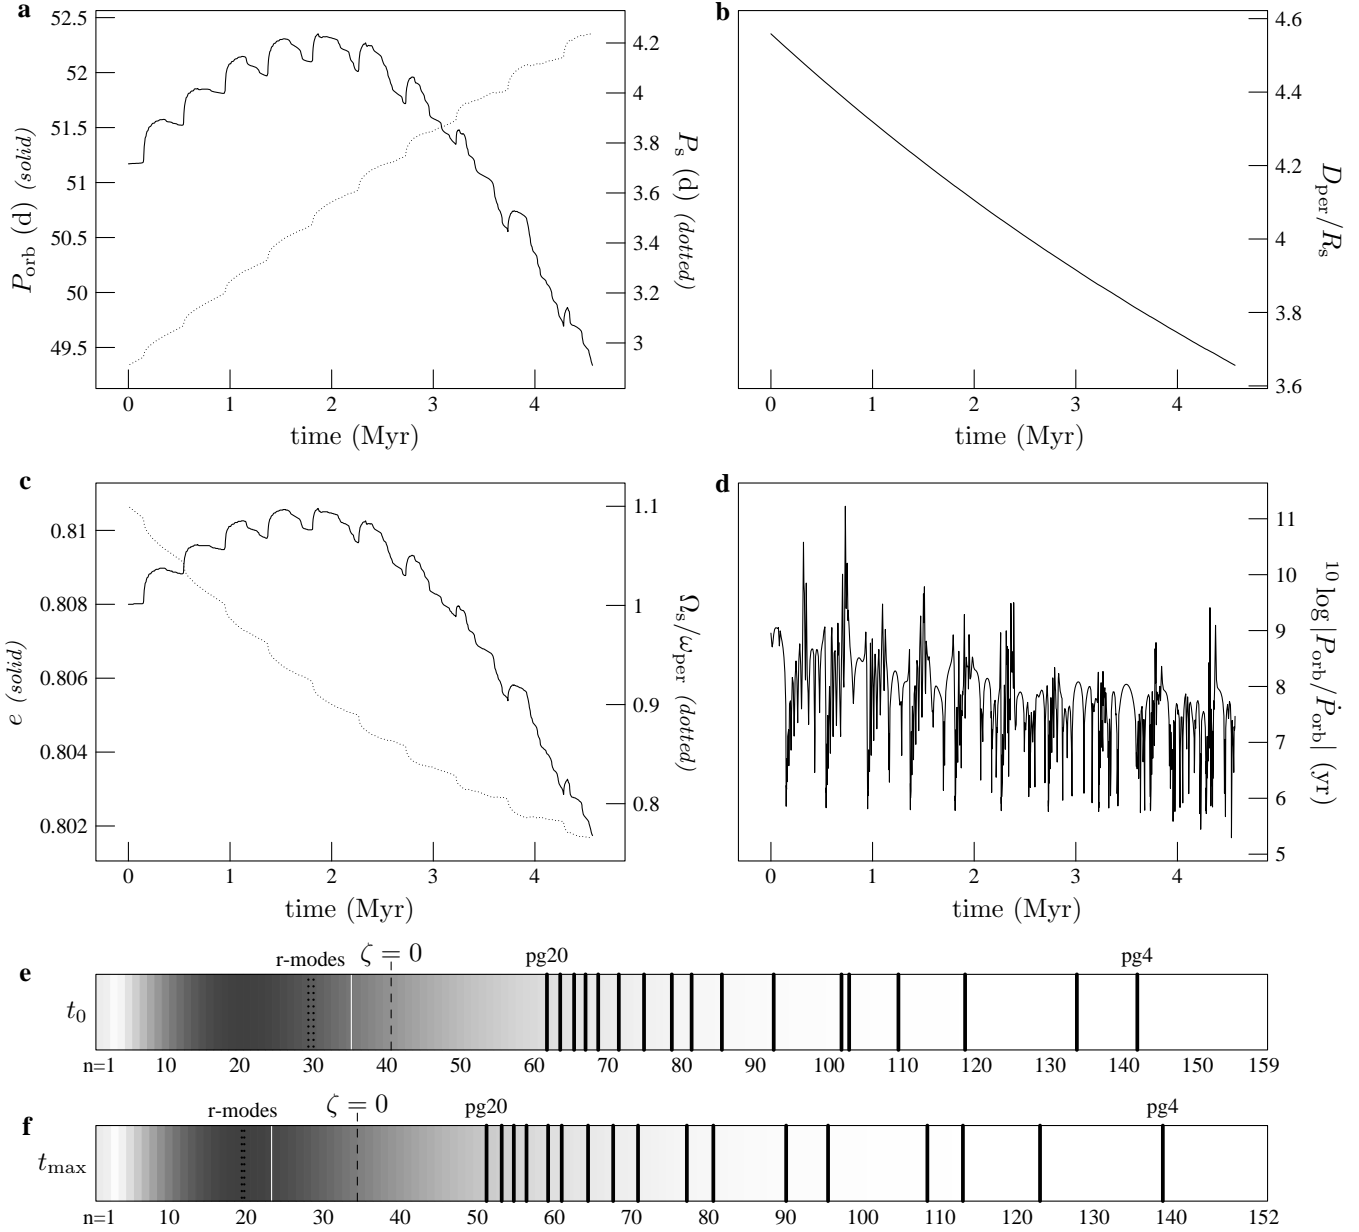 a
52.5
52
51.5
51
50.5
50
49.5
P_orb (d) (solid)
4.2
4
3.8
3.6
3.4
3.2
3
P_s (d) (dotted)
0 1 2 3 4
time (Myr)
b
4.6
4.4
4.2
4
3.8
3.6
D_per/R_s
0 1 2 3 4
time (Myr)
c
0.81
0.808
0.806
0.804
0.802
e (solid)
1.1
1
0.9
0.8
Ω_s/ω_per (dotted)
0 1 2 3 4
time (Myr)
d
11
10
9
8
7
6
5
^10 log|P_orb/Ṗ_orb| (yr)
0 1 2 3 4
time (Myr)
e
r-modes ζ = 0 pg20 pg4
t_0
n=1 10 20 30 40 50 60 70 80 90 100 110 120 130 140 150 159
f
r-modes ζ = 0 pg20 pg4
t_max
n=1 10 20 30 40 50 60 70 80 90 100 110 120 130 140 152